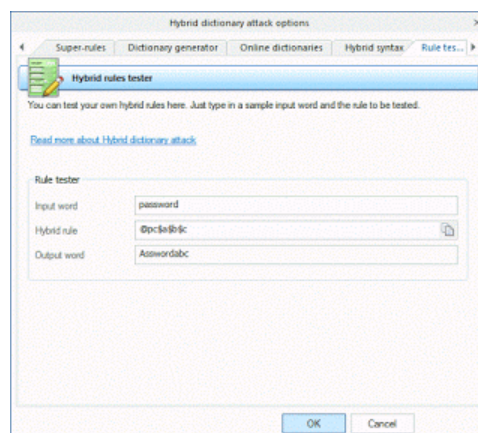 Hybrid dictionary attack options
Super-rules Dictionary generator Online dictionaries Hybrid syntax Rule tes...
Hybrid rules tester
You can test your own hybrid rules here. Just type in a sample input word and the rule to be tested.
Read more about Hybrid dictionary attack
Rule tester
Input word password
Hybrid rule @pc$a$b$c
Output word Asswordabc
OK Cancel